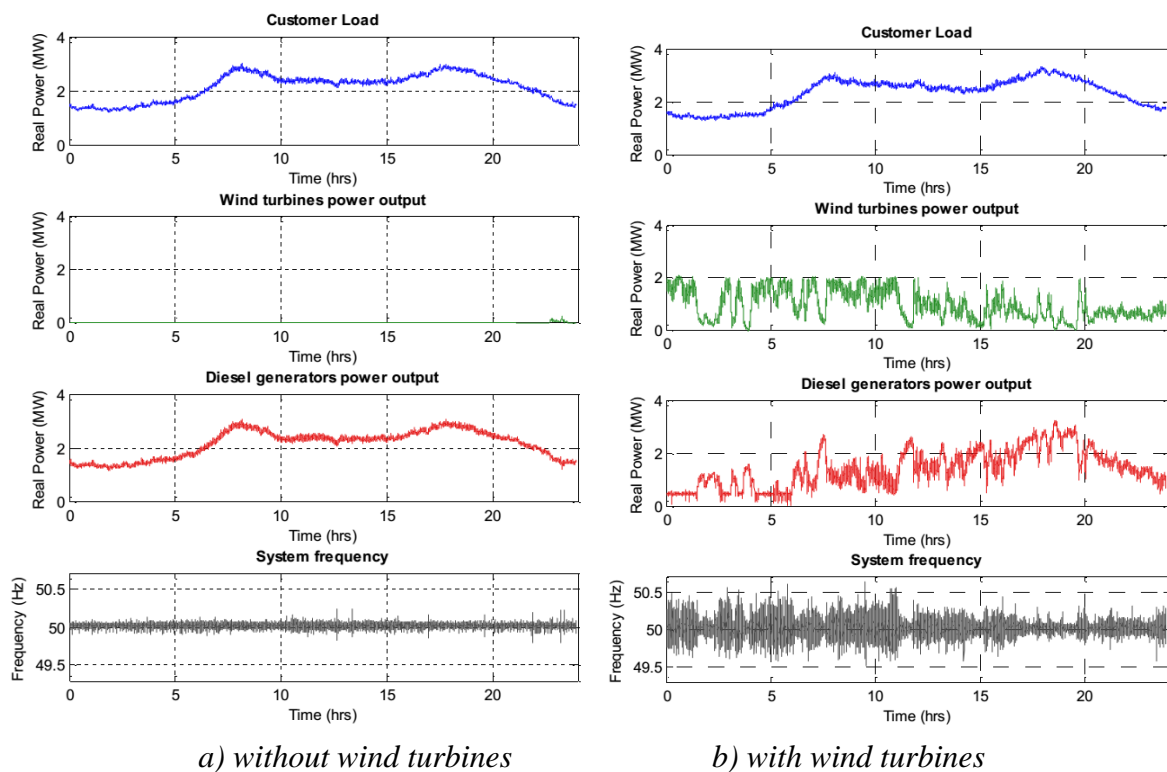 Customer Load
Real Power (MW)
4
2
0
0 5 10 15 20
Time (hrs)
Wind turbines power output
Real Power (MW)
4
2
0
0 5 10 15 20
Time (hrs)
Diesel generators power output
Real Power (MW)
4
2
0
0 5 10 15 20
Time (hrs)
System frequency
Frequency (Hz)
50.5
50
49.5
0 5 10 15 20
Time (hrs)
a) without wind turbines
Customer Load
Real Power (MW)
4
2
0
0 5 10 15 20
Time (hrs)
Wind turbines power output
Real Power (MW)
4
2
0
0 5 10 15 20
Time (hrs)
Diesel generators power output
Real Power (MW)
4
2
0
0 5 10 15 20
Time (hrs)
System frequency
Frequency (Hz)
50.5
50
49.5
0 5 10 15 20
Time (hrs)
b) with wind turbines